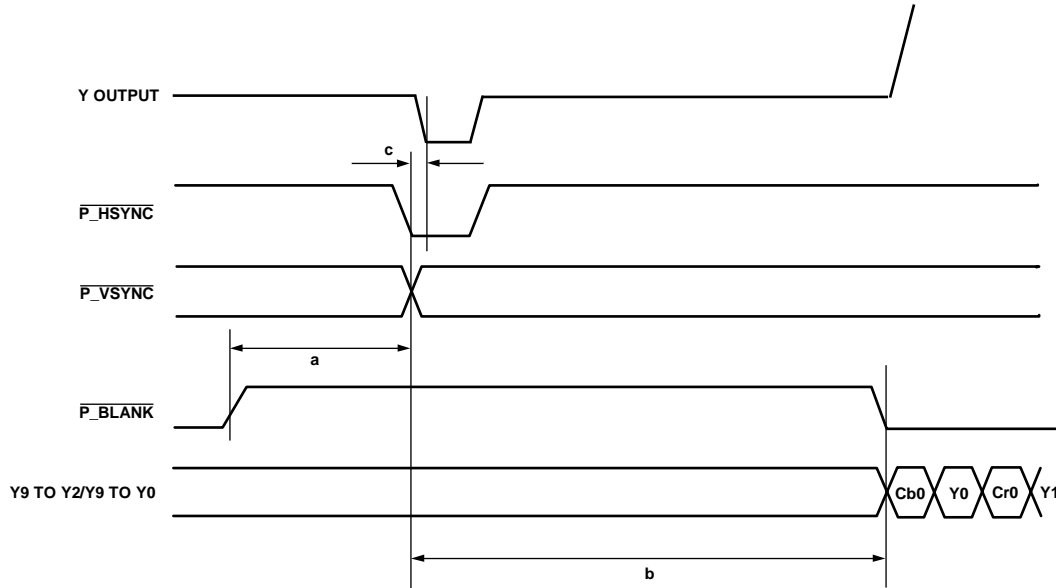 Y OUTPUT
c
P_HSYNC
P_VSYNC
a
P_BLANK
Y9 TO Y2/Y9 TO Y0
Cb0
Y0
Cr0
Y1
b